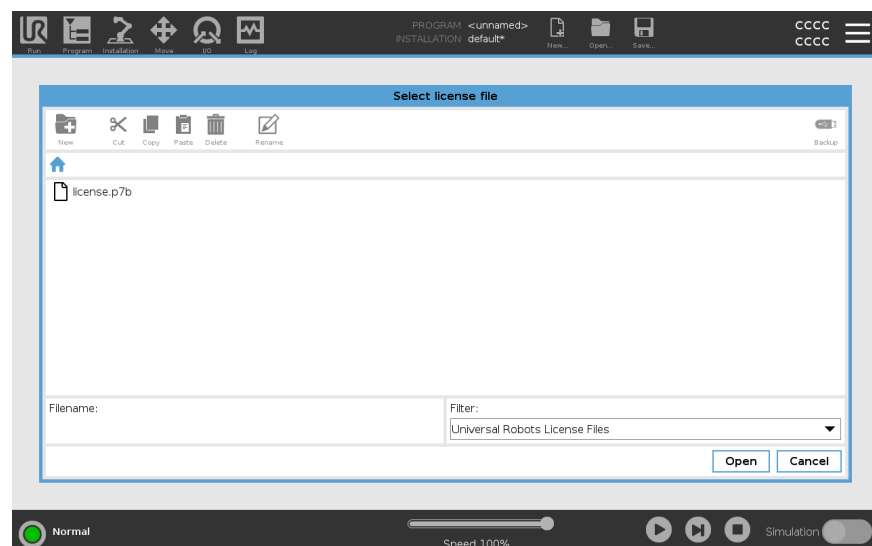 PROGRAM <unnamed>
INSTALLATION default*
CCCC
CCCC
Run Program Installation Move I/O Log New... Open... Save...
Select license file
New Cut Copy Paste Delete Rename Backup
license.p7b
Filename:
Filter:
Universal Robots License Files
Open Cancel
Normal
Speed 100%
Simulation